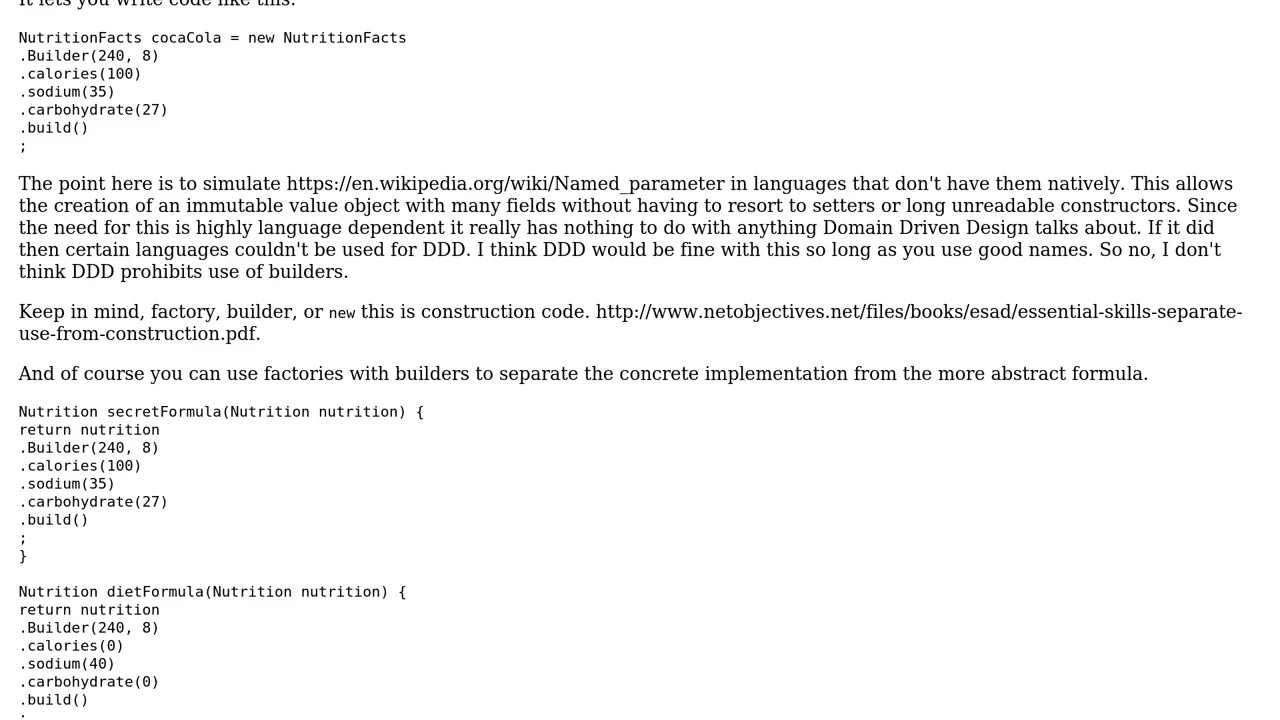 It lets you write code like this:
NutritionFacts cocaCola = new NutritionFacts
.Builder(240, 8)
.calories(100)
.sodium(35)
.carbohydrate(27)
.build()
;
The point here is to simulate https://en.wikipedia.org/wiki/Named_parameter in languages that don't have them natively. This allows
the creation of an immutable value object with many fields without having to resort to setters or long unreadable constructors. Since
the need for this is highly language dependent it really has nothing to do with anything Domain Driven Design talks about. If it did
then certain languages couldn't be used for DDD. I think DDD would be fine with this so long as you use good names. So no, I don't
think DDD prohibits use of builders.
Keep in mind, factory, builder, or new this is construction code. http://www.netobjectives.net/files/books/esad/essential-skills-separate-
use-from-construction.pdf.
And of course you can use factories with builders to separate the concrete implementation from the more abstract formula.
Nutrition secretFormula(Nutrition nutrition) {
return nutrition
.Builder(240, 8)
.calories(100)
.sodium(35)
.carbohydrate(27)
.build()
;
}
Nutrition dietFormula(Nutrition nutrition) {
return nutrition
.Builder(240, 8)
.calories(0)
.sodium(40)
.carbohydrate(0)
.build()
;